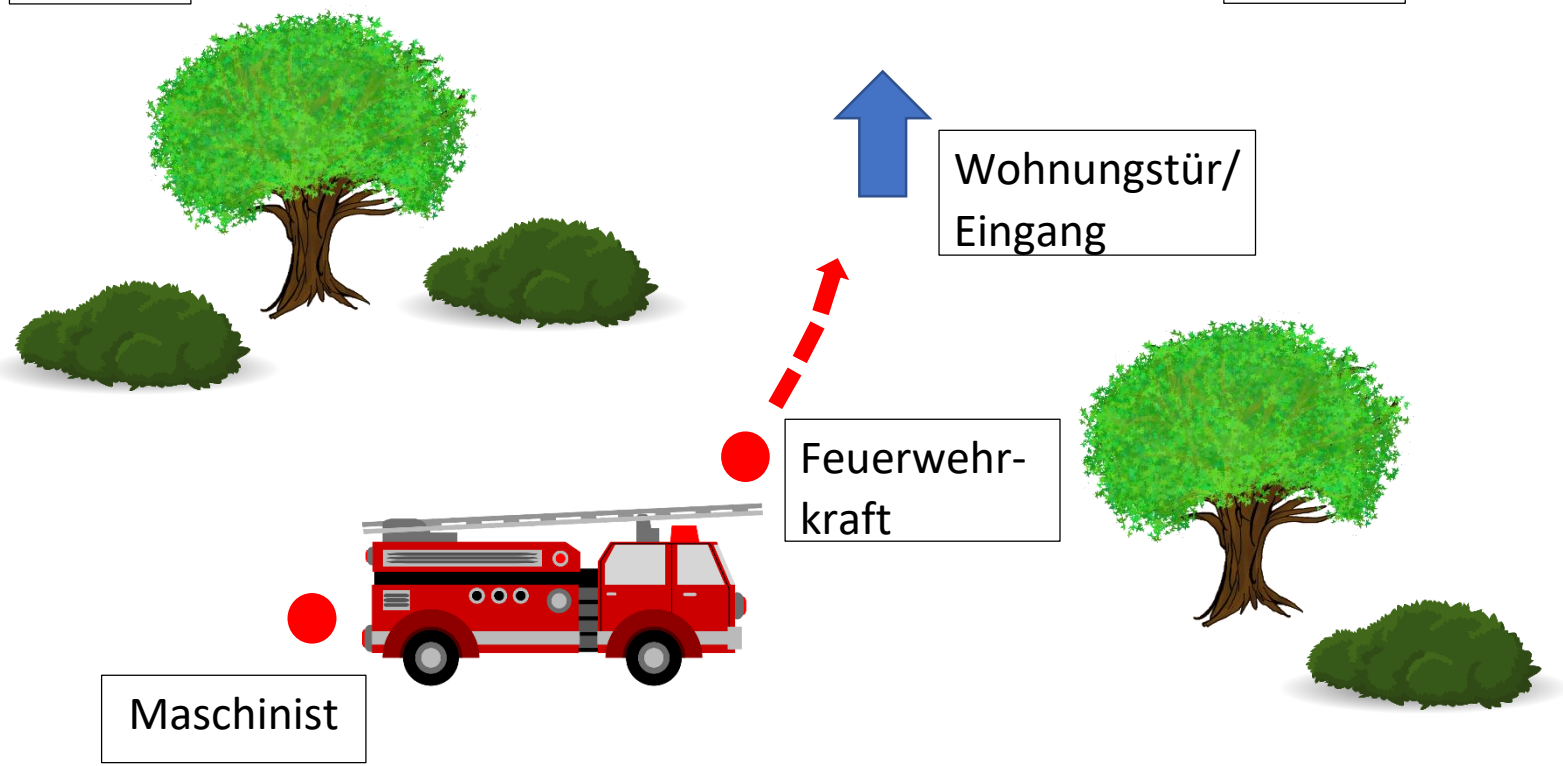 Wohnungstür/
Eingang
Feuerwehr-
kraft
Maschinist